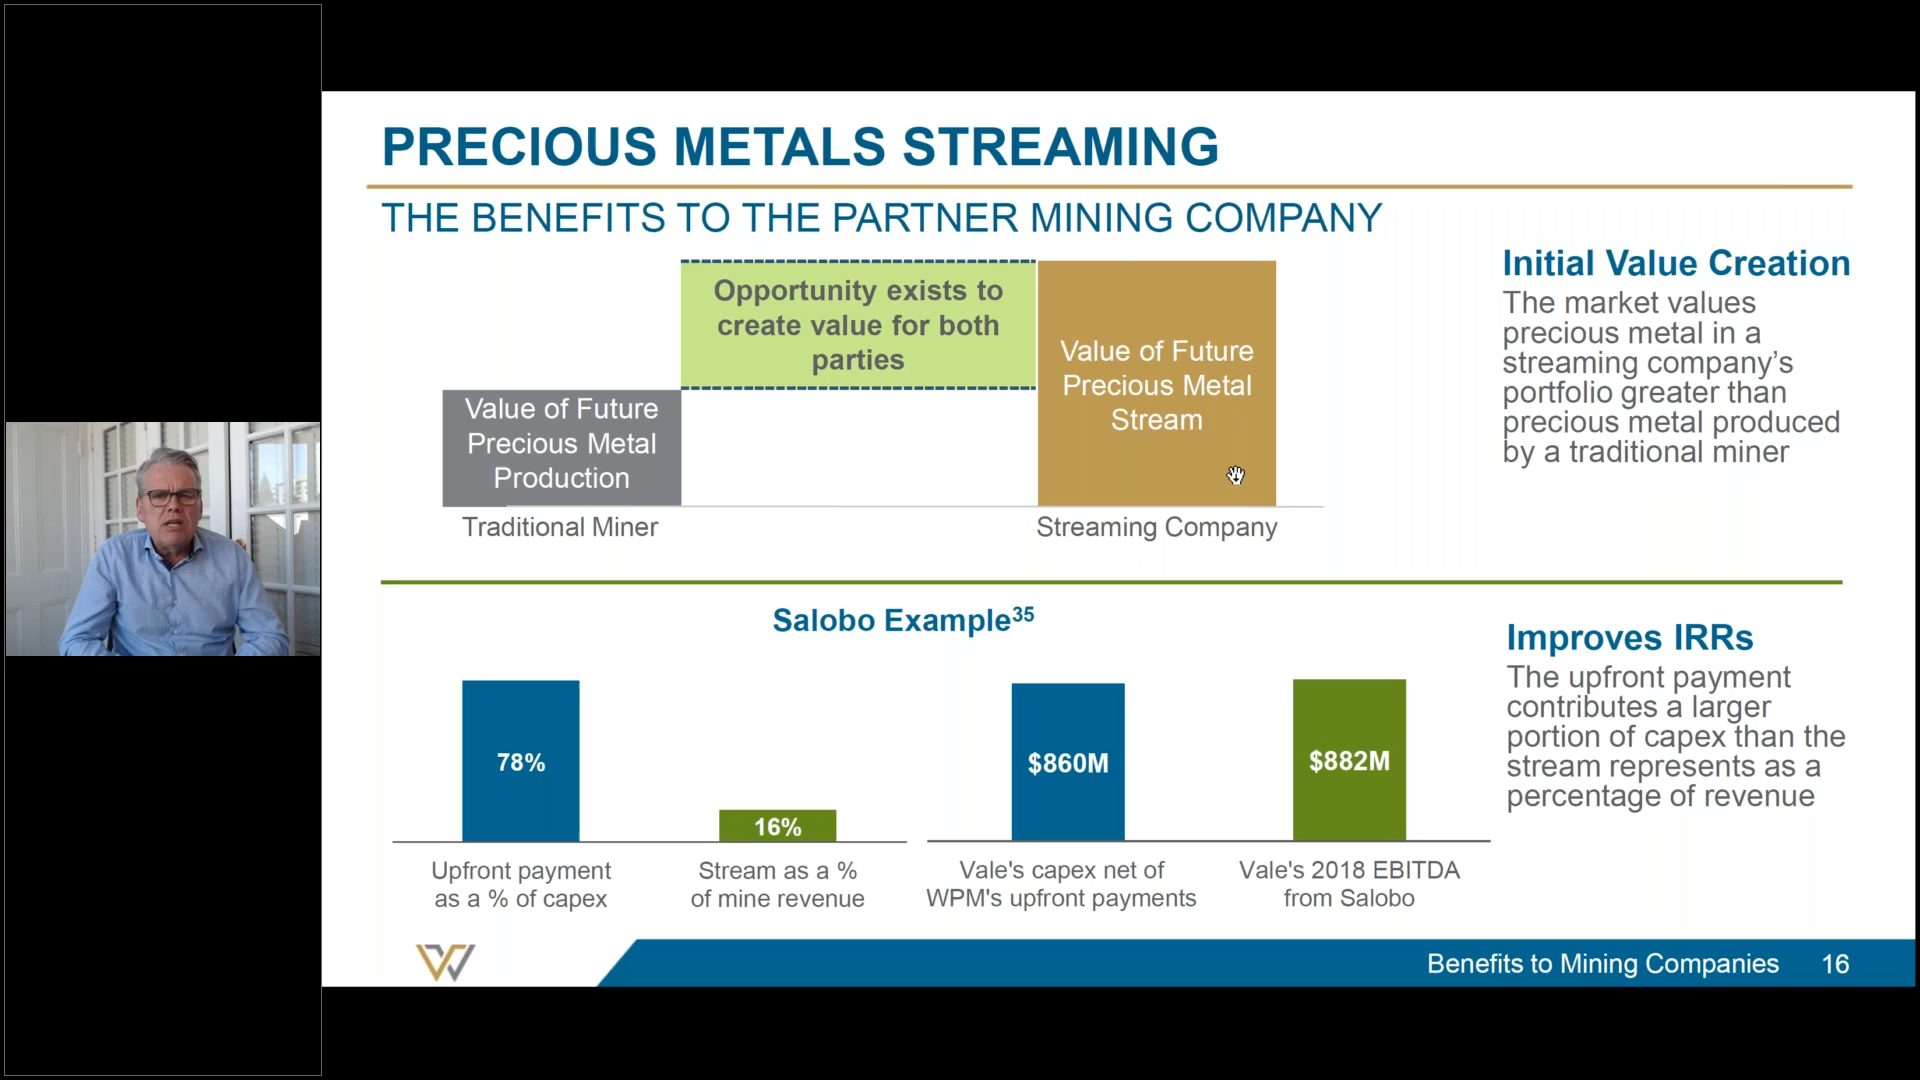 PRECIOUS METALS STREAMING
THE BENEFITS TO THE PARTNER MINING COMPANY
Opportunity exists to
create value for both
parties
Value of Future
Precious Metal
Production
Value of Future
Precious Metal
Stream
Traditional Miner
Streaming Company
Initial Value Creation
The market values
precious metal in a
streaming company’s
portfolio greater than
precious metal produced
by a traditional miner
Salobo Example35
78%
16%
Upfront payment
as a % of capex
Stream as a %
of mine revenue
$860M
$882M
Vale's capex net of
WPM's upfront payments
Vale's 2018 EBITDA
from Salobo
Improves IRRs
The upfront payment
contributes a larger
portion of capex than the
stream represents as a
percentage of revenue
Benefits to Mining Companies 16